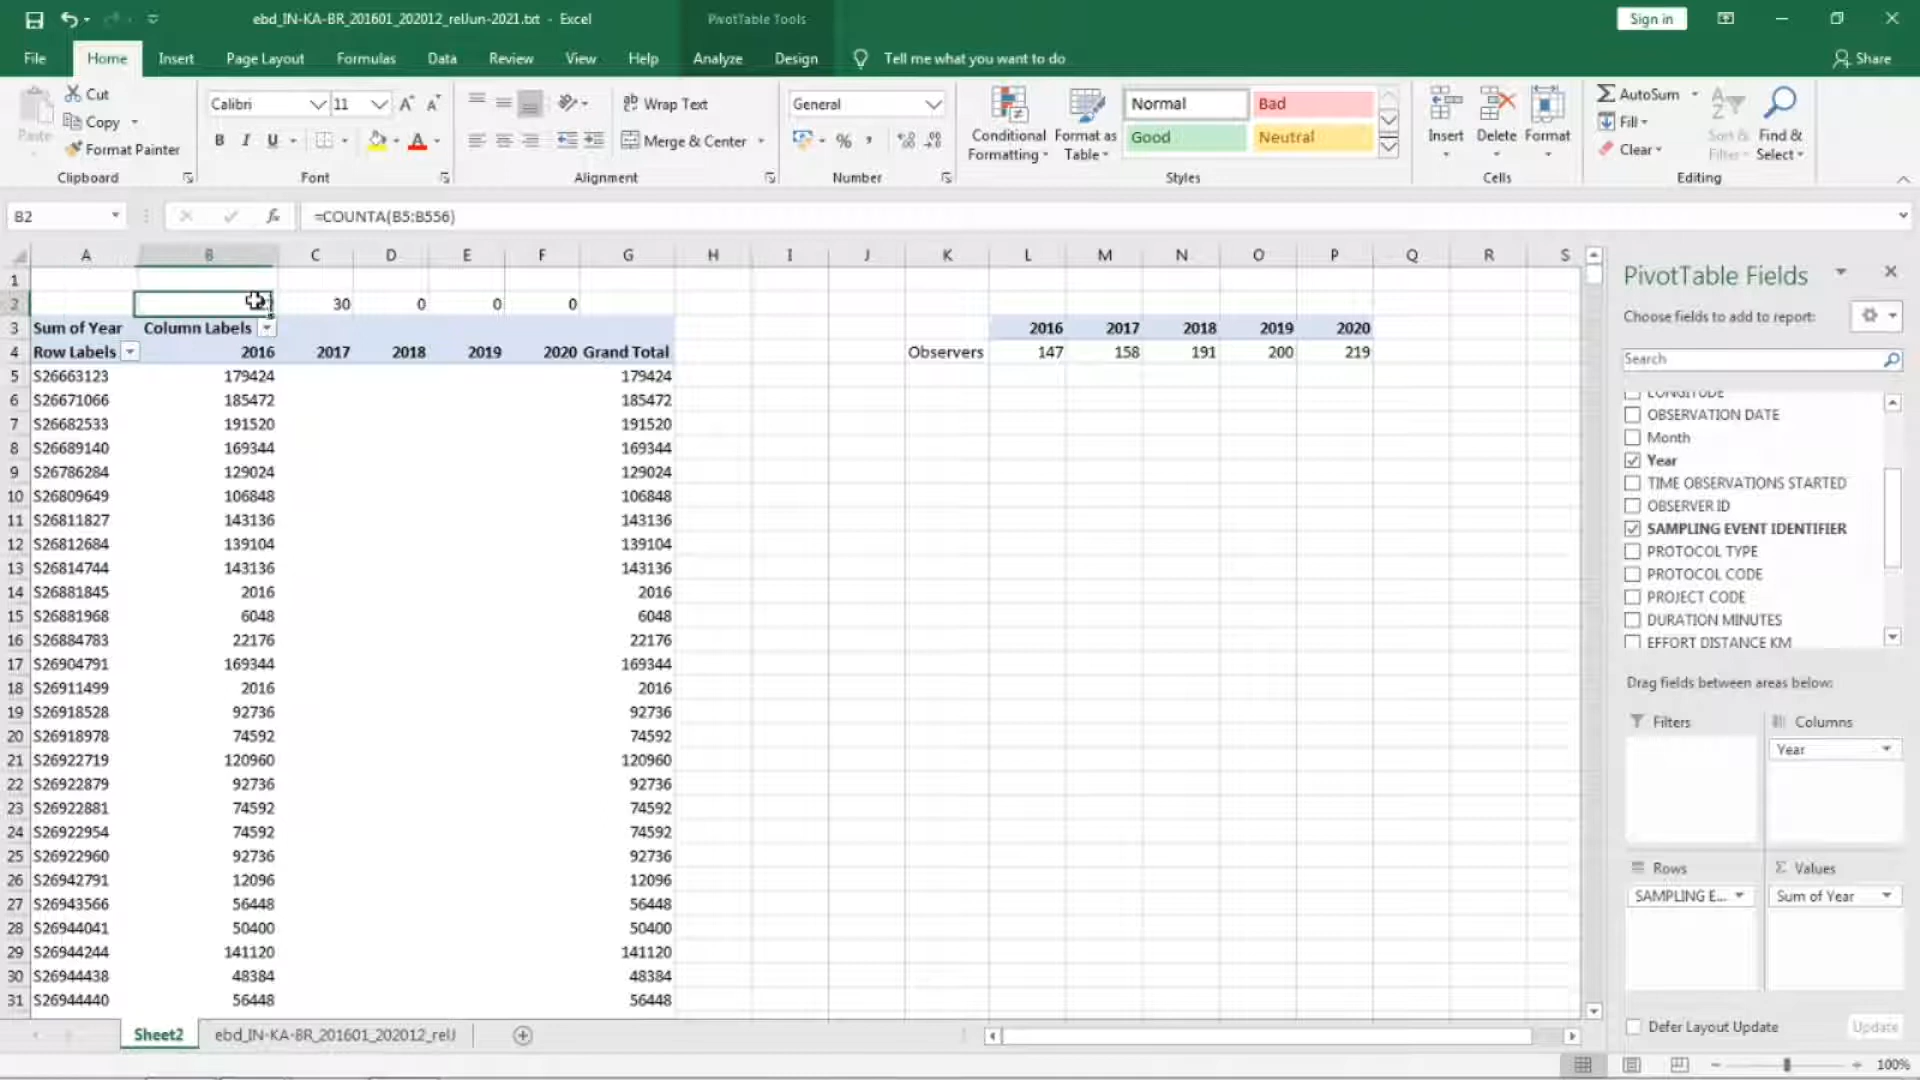 ebd_IN-KA-BR_201601_202012_relJun-2021.txt - Excel
PivotTable Tools
Sign in
File Home Insert Page Layout Formulas Data Review View Help Analyze Design Tell me what you want to do Share
Paste
Cut
Copy
Format Painter
Calibri 11
B I U
Wrap Text
Merge & Center
General
%
Conditional Formatting
Format as Table
Normal Bad
Good Neutral
Insert Delete Format
AutoSum
Fill
Clear
Sort & Filter
Find & Select
Clipboard Font Alignment Number Styles Cells Editing
B2 fx =COUNTA(B5:B556)
A B C D E F G H I J K L M N O P Q R S
1
2 30 0 0 0
3 Sum of Year Column Labels 2016 2017 2018 2019 2020
4 Row Labels 2016 2017 2018 2019 2020 Grand Total Observers 147 158 191 200 219
5 S26663123 179424 179424
6 S26671066 185472 185472
7 S26682533 191520 191520
8 S26689140 169344 169344
9 S26786284 129024 129024
10 S26809649 106848 106848
11 S26811827 143136 143136
12 S26812684 139104 139104
13 S26814744 143136 143136
14 S26881845 2016 2016
15 S26881968 6048 6048
16 S26884783 22176 22176
17 S26904791 169344 169344
18 S26911499 2016 2016
19 S26918528 92736 92736
20 S26918978 74592 74592
21 S26922719 120960 120960
22 S26922879 92736 92736
23 S26922881 74592 74592
24 S26922954 74592 74592
25 S26922960 92736 92736
26 S26942791 12096 12096
27 S26943566 56448 56448
28 S26944041 50400 50400
29 S26944244 141120 141120
30 S26944438 48384 48384
31 S26944440 56448 56448
PivotTable Fields
Choose fields to add to report:
Search
LONGITUDE
OBSERVATION DATE
Month
Year
TIME OBSERVATIONS STARTED
OBSERVER ID
SAMPLING EVENT IDENTIFIER
PROTOCOL TYPE
PROTOCOL CODE
PROJECT CODE
DURATION MINUTES
EFFORT DISTANCE KM
Drag fields between areas below:
Filters Columns
Year
Rows Σ Values
SAMPLING E... Sum of Year
Defer Layout Update Update
Sheet2 ebd_IN-KA-BR_201601_202012_relJ
100%